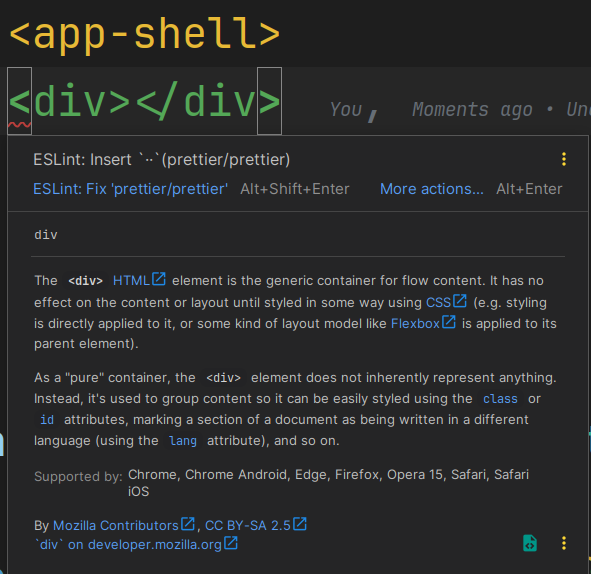 <app-shell>
<div></div> You, Moments ago • Un
ESLint: Insert `··`(prettier/prettier)
ESLint: Fix 'prettier/prettier' Alt+Shift+Enter More actions... Alt+Enter
div
The <div> HTML element is the generic container for flow content. It has no
effect on the content or layout until styled in some way using CSS (e.g. styling
is directly applied to it, or some kind of layout model like Flexbox is applied to its
parent element).
As a "pure" container, the <div> element does not inherently represent anything.
Instead, it's used to group content so it can be easily styled using the class or
id attributes, marking a section of a document as being written in a different
language (using the lang attribute), and so on.
Supported by: Chrome, Chrome Android, Edge, Firefox, Opera 15, Safari, Safari
iOS
By Mozilla Contributors, CC BY-SA 2.5
`div` on developer.mozilla.org